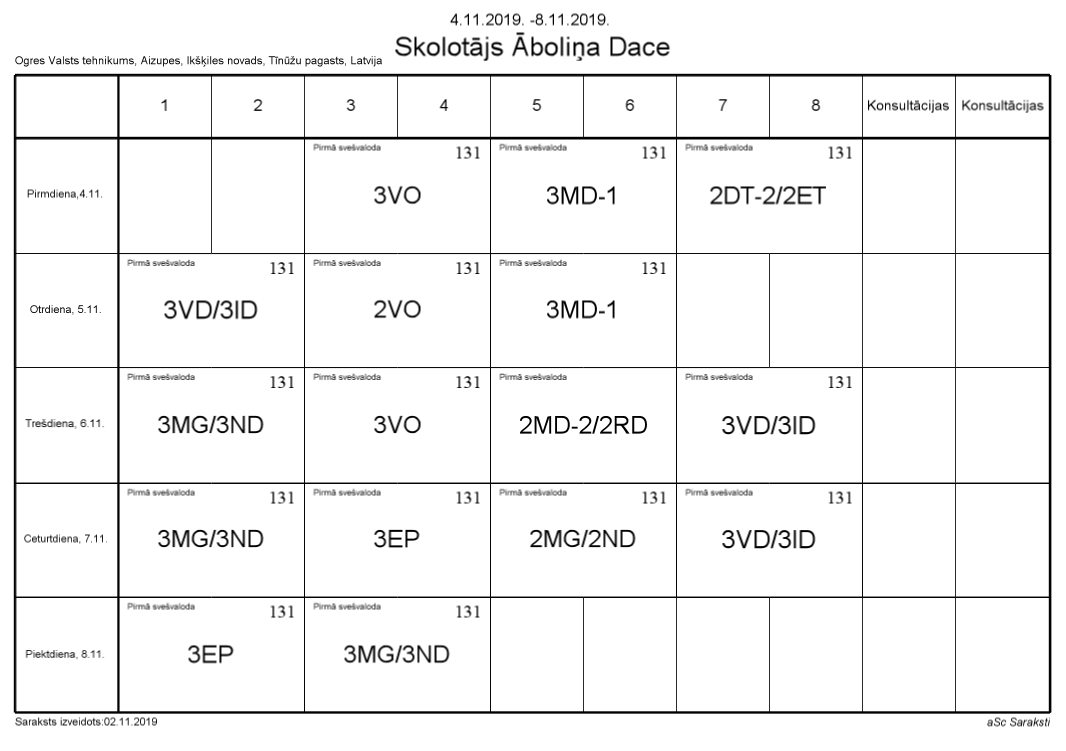 4.11.2019. -8.11.2019.
Skolotājs Āboliņa Dace
Ogres Valsts tehnikums, Aizupes, Ikšķiles novads, Tīnūžu pagasts, Latvija
1 2 3 4 5 6 7 8 Konsultācijas Konsultācijas
Pirmā svešvaloda 131 Pirmā svešvaloda 131 Pirmā svešvaloda 131
Pirmdiena,4.11. 3VO 3MD-1 2DT-2/2ET
Pirmā svešvaloda 131 Pirmā svešvaloda 131 Pirmā svešvaloda 131
Otrdiena, 5.11. 3VD/3ID 2VO 3MD-1
Pirmā svešvaloda 131 Pirmā svešvaloda 131 Pirmā svešvaloda Pirmā svešvaloda 131
Trešdiena, 6.11. 3MG/3ND 3VO 2MD-2/2RD 3VD/3ID
Pirmā svešvaloda 131 Pirmā svešvaloda 131 Pirmā svešvaloda 131 Pirmā svešvaloda 131
Ceturtdiena, 7.11. 3MG/3ND 3EP 2MG/2ND 3VD/3ID
Pirmā svešvaloda 131 Pirmā svešvaloda 131
Piektdiena, 8.11. 3EP 3MG/3ND
Saraksts izveidots:02.11.2019 aSc Saraksti